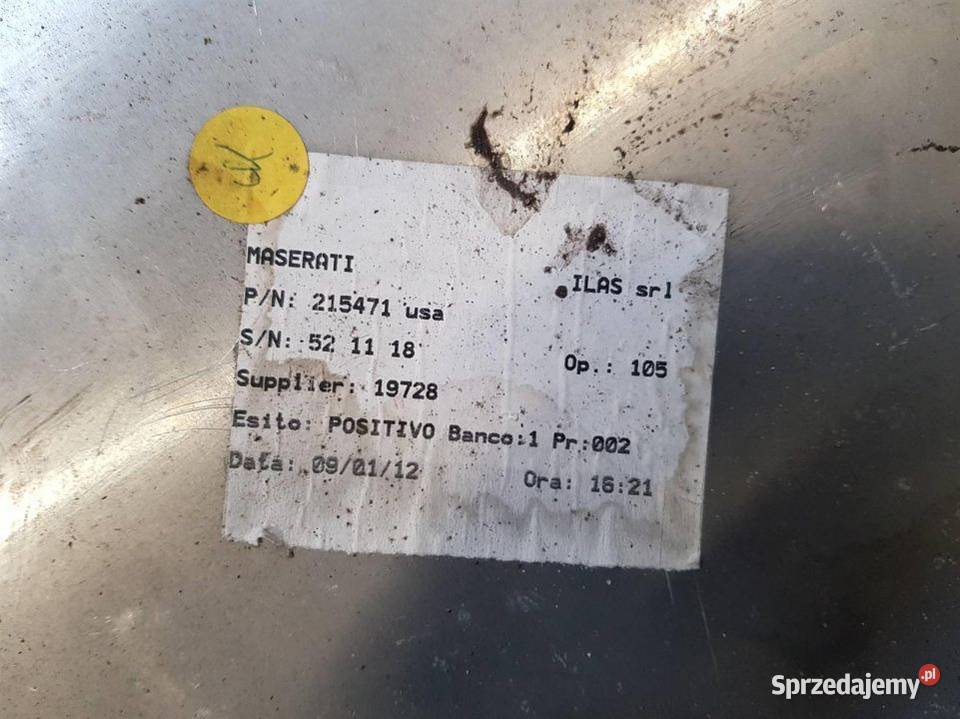 MASERATI
ILAS srl
P/N: 215471 usa
S/N: 52 11 18
Op.: 105
Supplier: 19728
Esito: POSITIVO Banco:1 Pr:002
Data: 09/01/12
Ora: 16:21
Sprzedajemy.pl